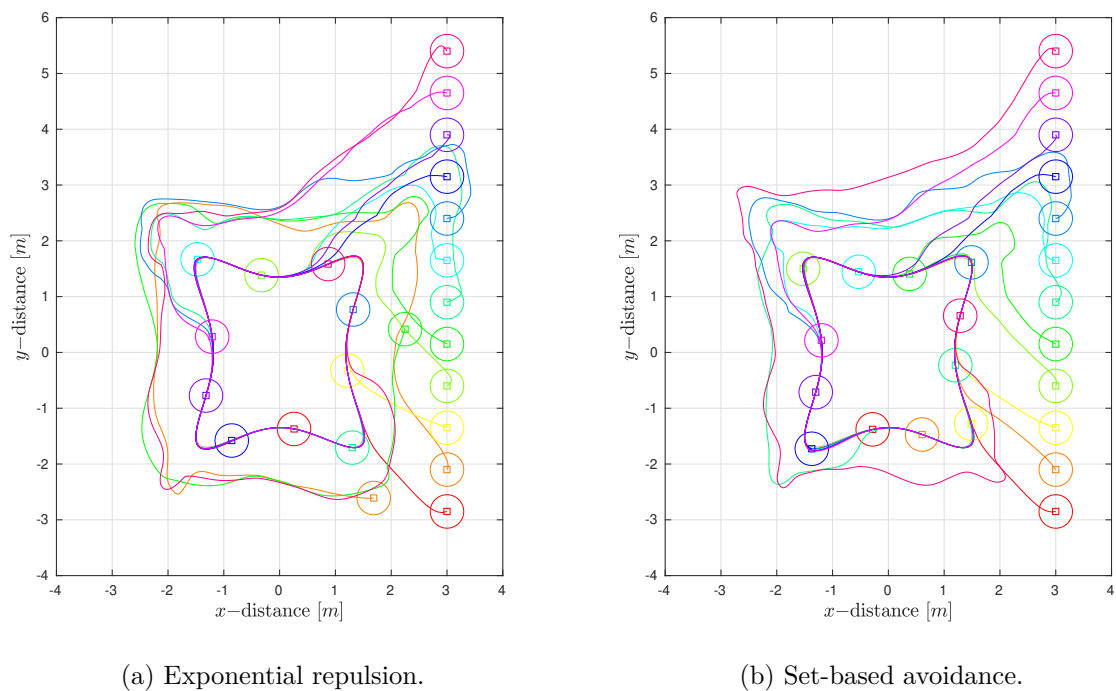 6
5
4
3
2
1
0
-1
-2
-3
-4
-4 -3 -2 -1 0 1 2 3 4
x−distance [m]
y−distance [m]
(a) Exponential repulsion.
6
5
4
3
2
1
0
-1
-2
-3
-4
-4 -3 -2 -1 0 1 2 3 4
x−distance [m]
y−distance [m]
(b) Set-based avoidance.